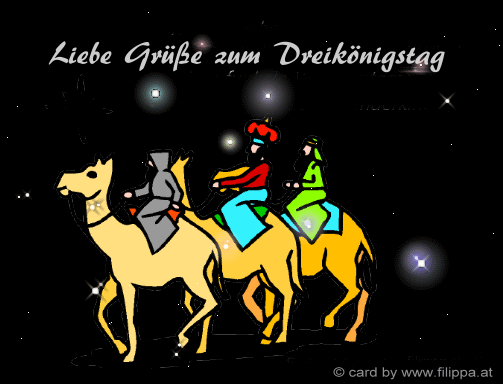 Liebe Grüße zum Dreikönigstag
© card by www.filippa.at